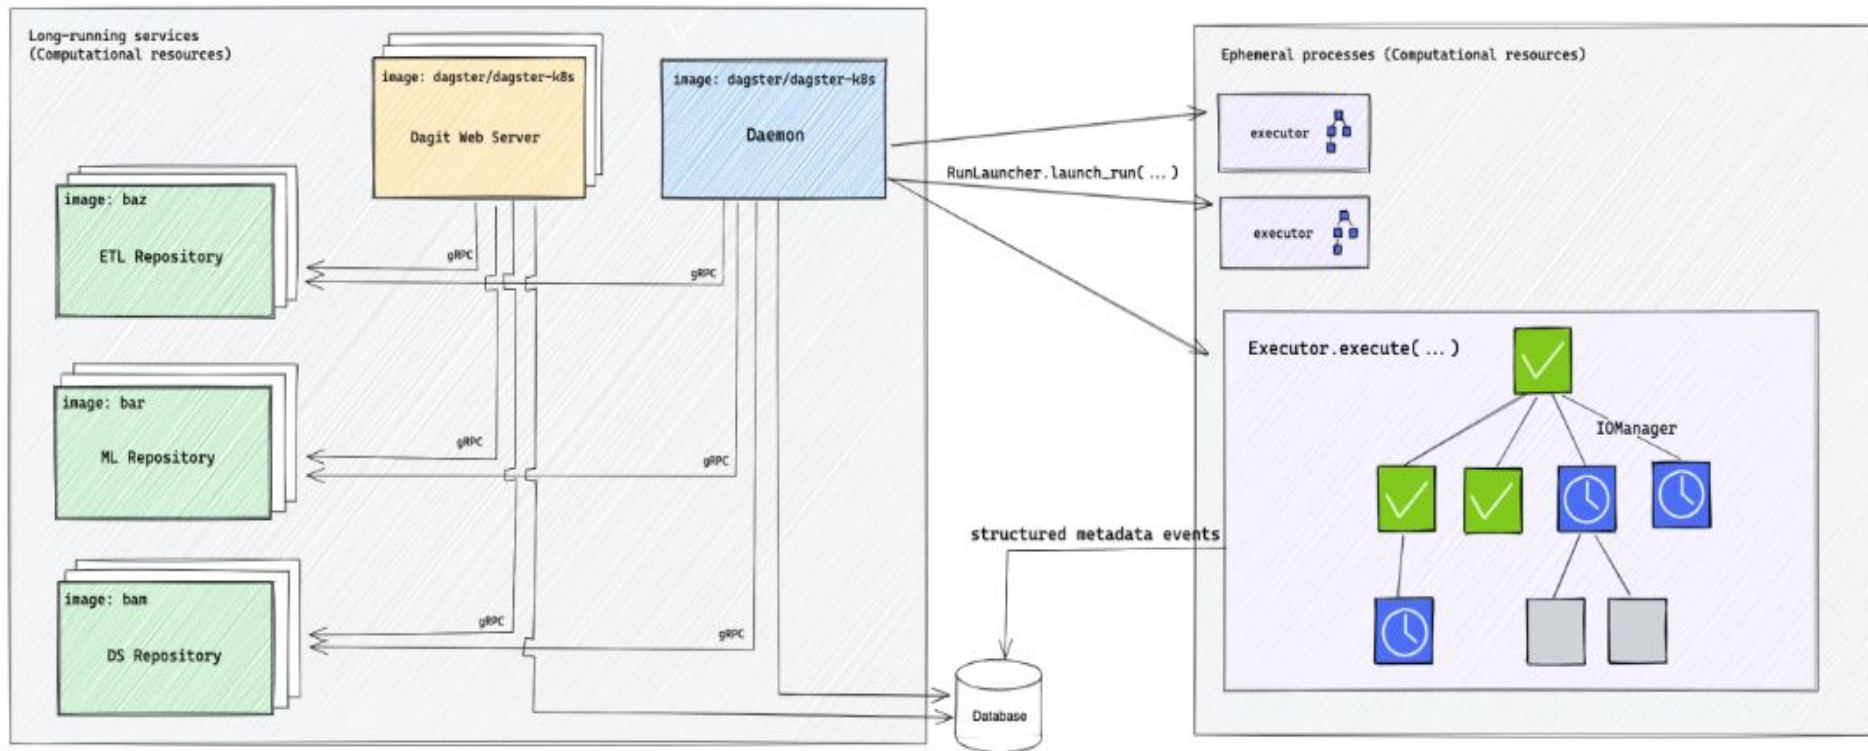 Long-running services
(Computational resources)
image: dagster/dagster-k8s
Dagit Web Server
image: dagster/dagster-k8s
Daemon
image: baz
ETL Repository
gRPC
gRPC
image: bar
ML Repository
gRPC
gRPC
image: bam
DS Repository
gRPC
gRPC
RunLauncher.launch_run(...)
structured metadata events
Database
Ephemeral processes (Computational resources)
executor
executor
Executor.execute(...)
IOManager